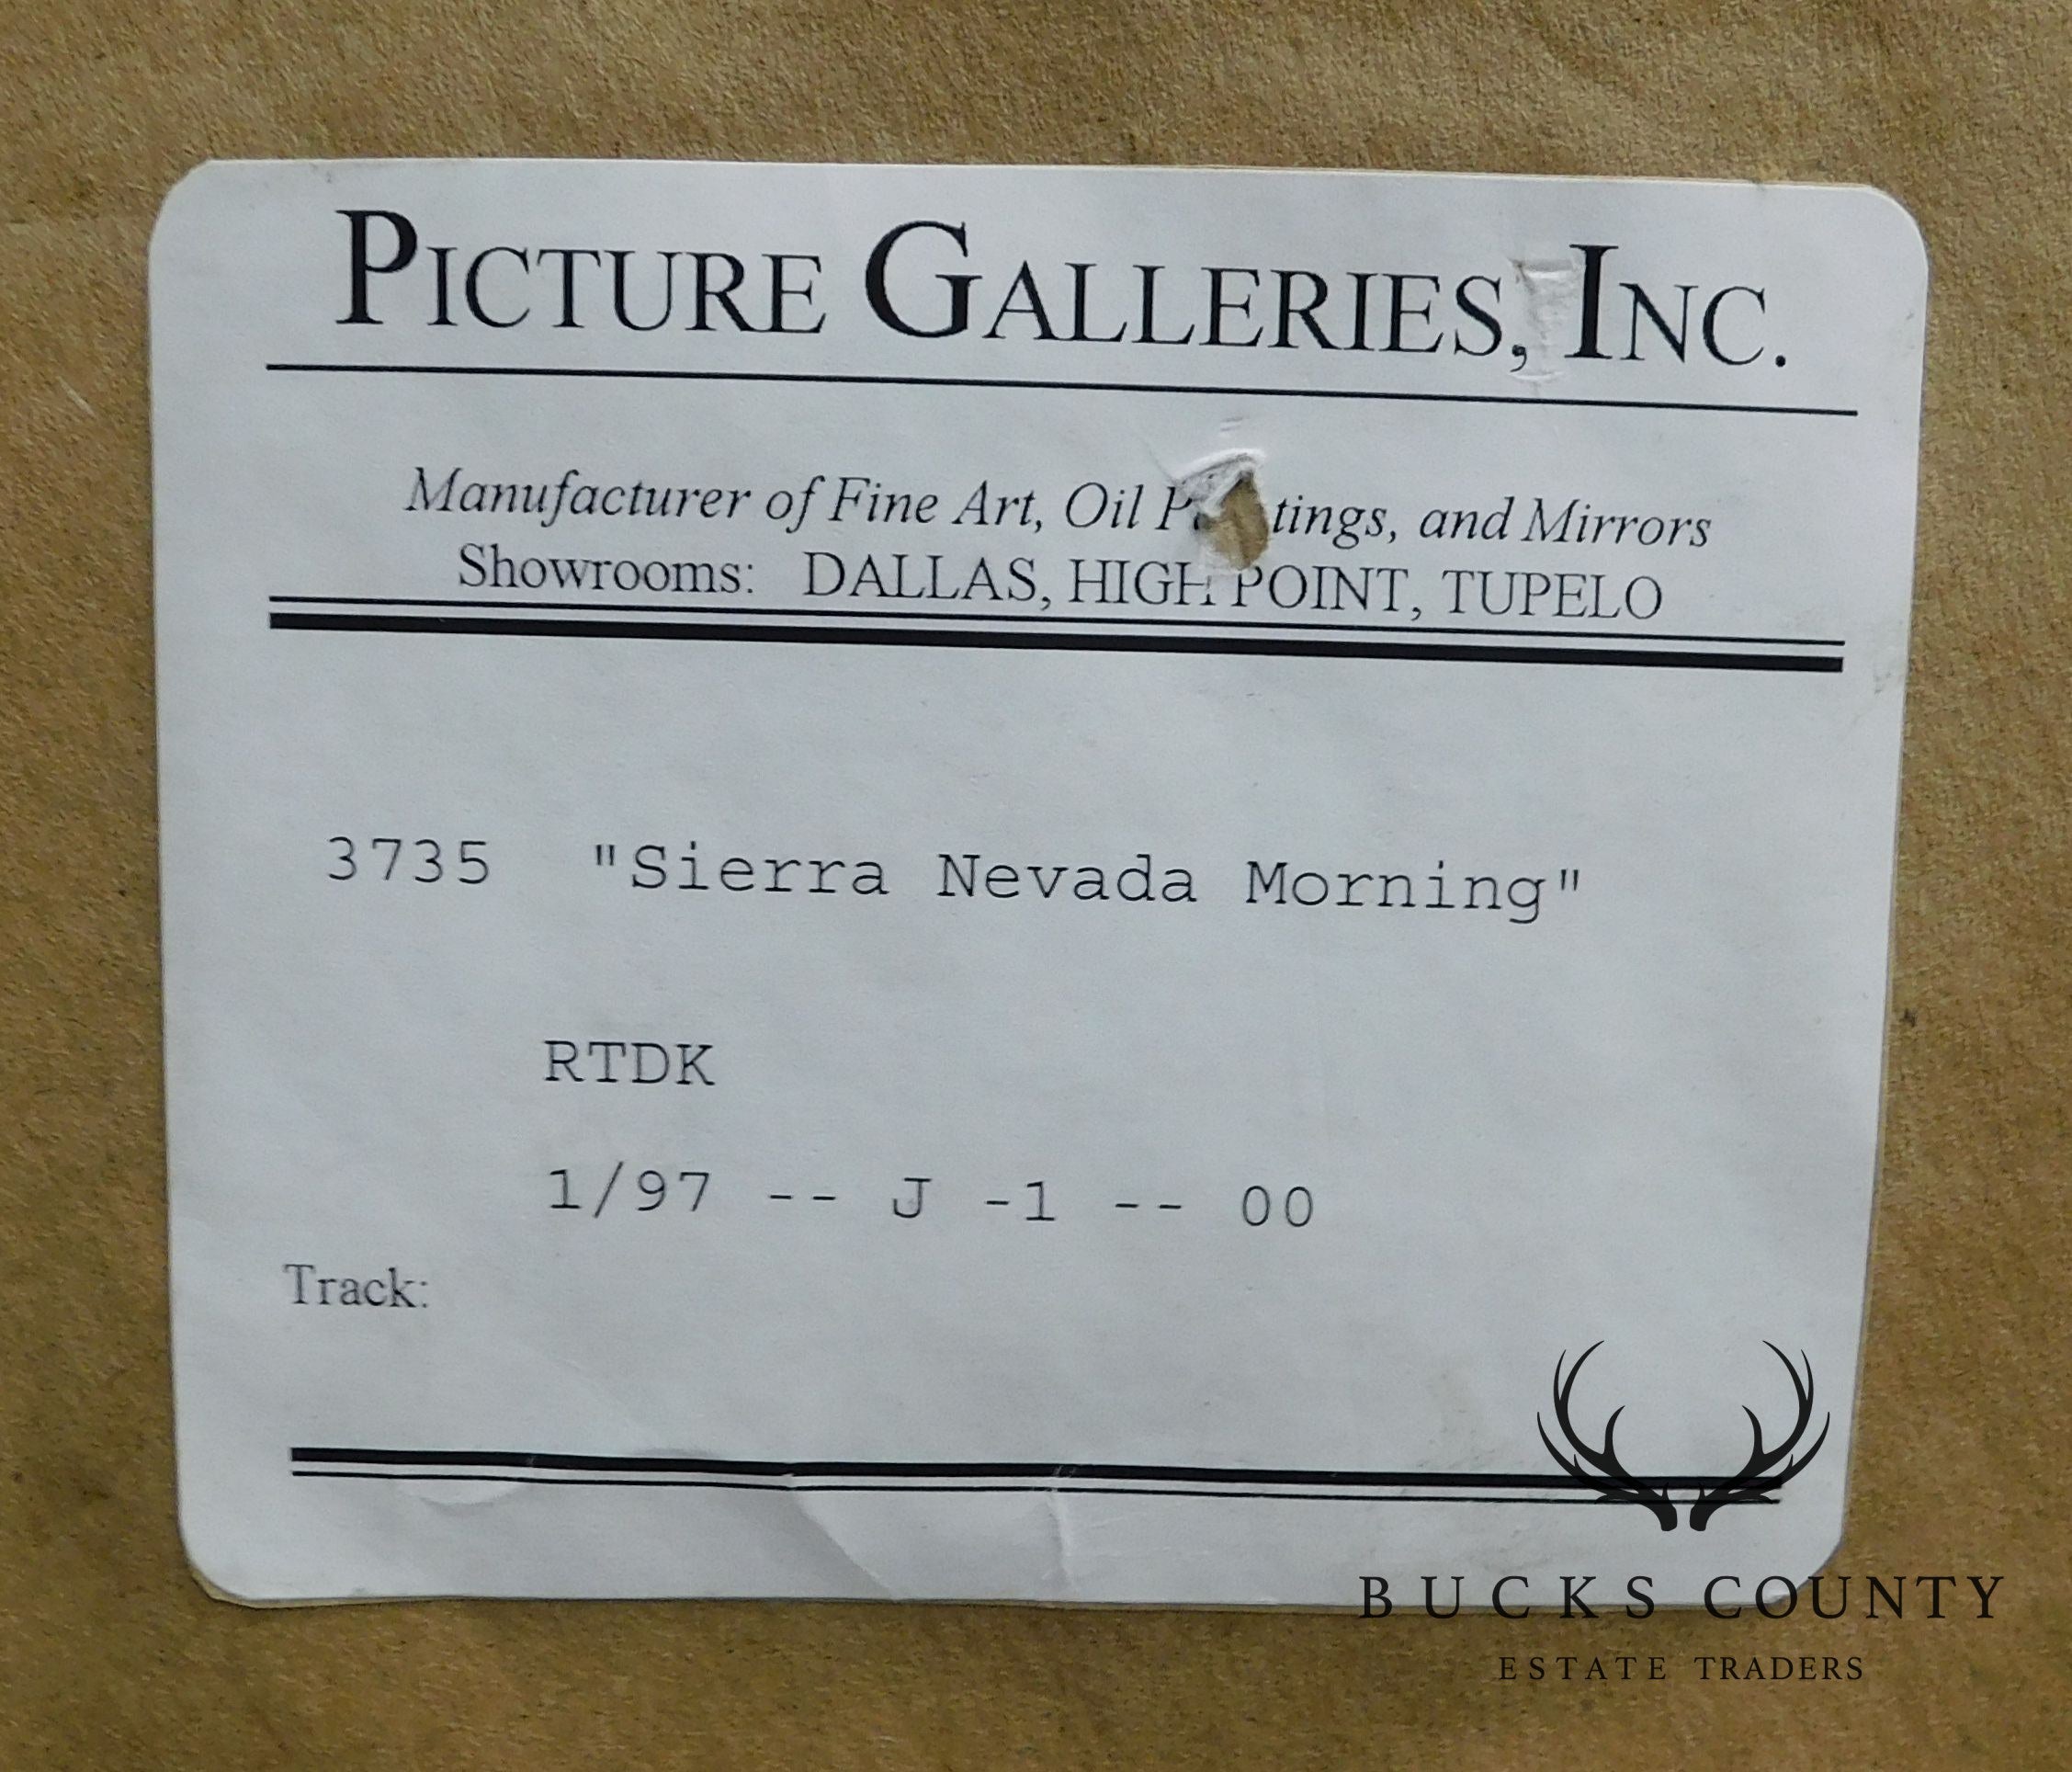 PICTURE GALLERIES, INC.
Manufacturer of Fine Art, Oil and Mirrors
Showrooms: DALLAS, HIGH POINT, TUPELO
3735 "Sierra Nevada Morning"
RTDK
1/97 -- J -1 -- 00
Track:
BUCKS COUNTY
ESTATE TRADERS